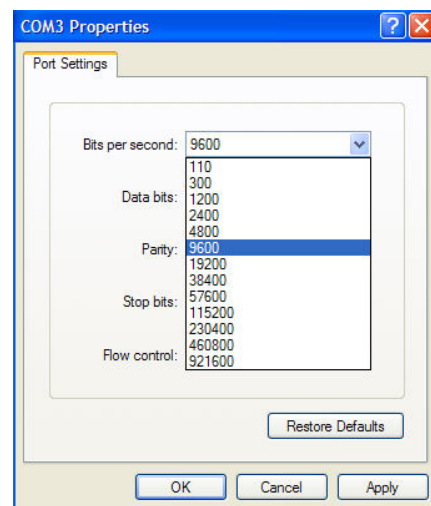 COM3 Properties
Port Settings
Bits per second: 9600
110
300
Data bits: 1200
2400
4800
Parity: 9600
19200
38400
Stop bits: 57600
115200
230400
Flow control: 460800
921600
Restore Defaults
OK Cancel Apply